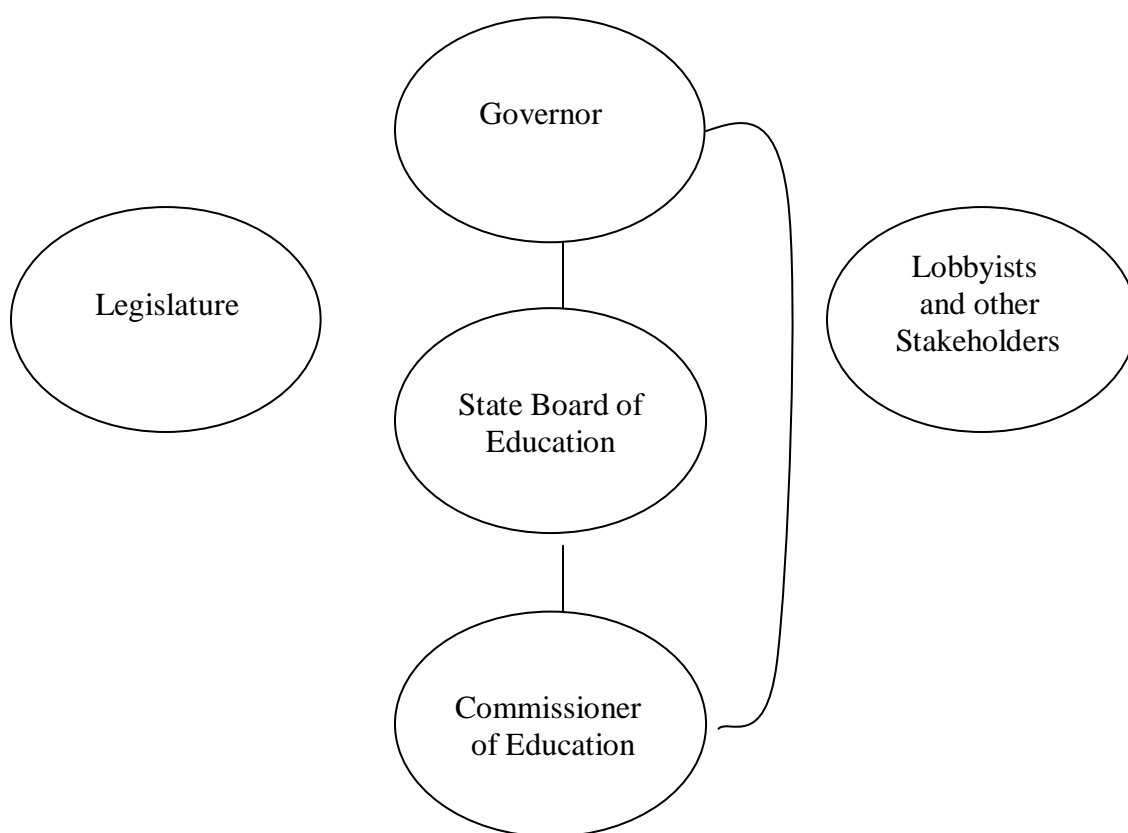 Governor
Legislature
Lobbyists
and other
Stakeholders
State Board of
Education
Commissioner
of Education